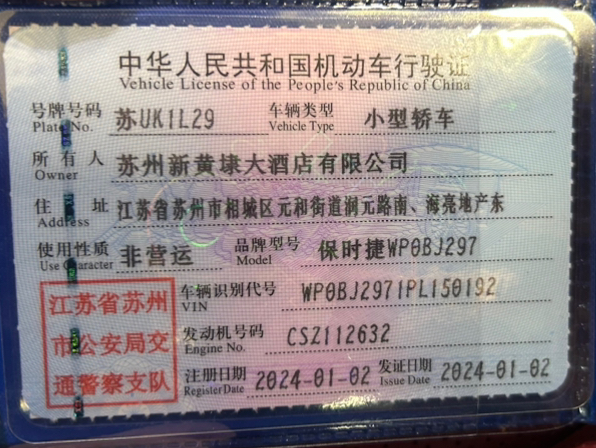 中华人民共和国机动车行驶证
Vehicle License of the People's Republic of China
号牌号码 苏UK1L29 车辆类型 小型轿车
Plate No. Vehicle Type
所有人 苏州新黄埭大酒店有限公司
Owner
住址 江苏省苏州市相城区元和街道润元路南、海亮地产东
Address
使用性质 非营运 品牌型号 保时捷WP0BJ297
Use Character Model
江苏省苏州
市公安局交
通警察支队
车辆识别代号 WP0BJ2971PL150192
VIN
发动机号码 CSZ112632
Engine No.
注册日期 2024-01-02 发证日期 2024-01-02
Register Date Issue Date